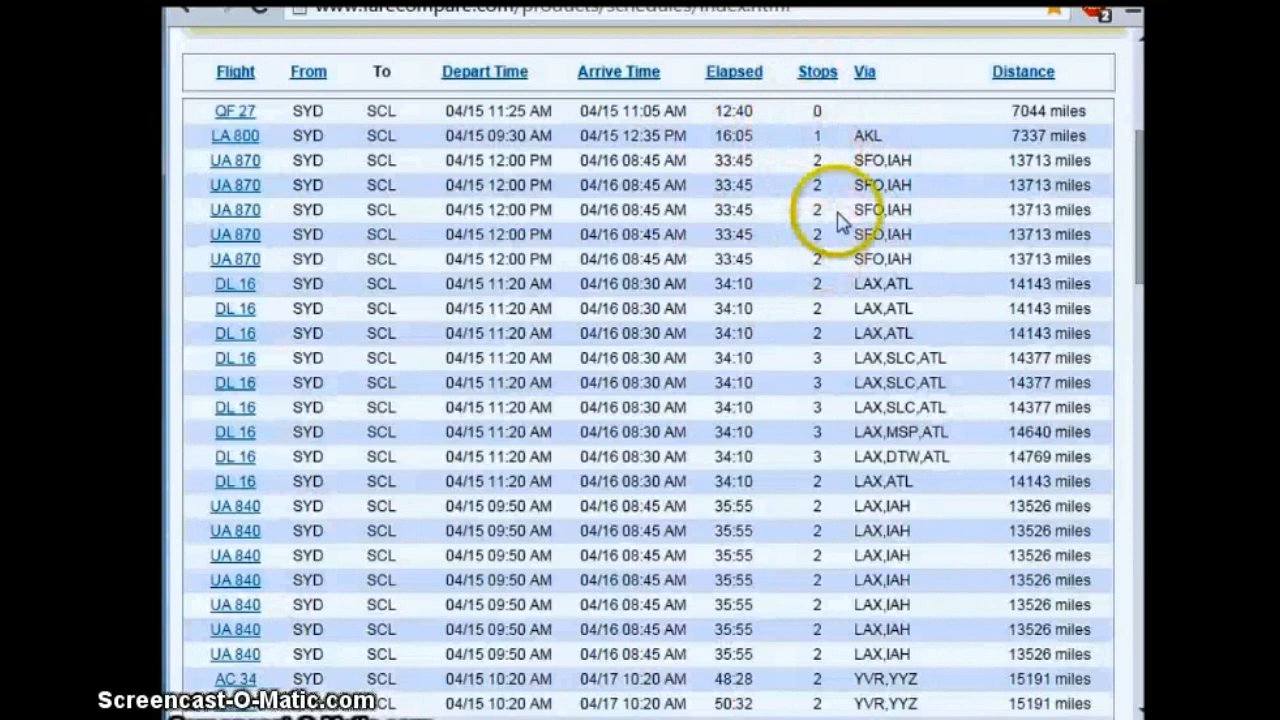 www.farecompare.com/products/schedules/index.html 2
Flight From To Depart Time Arrive Time Elapsed Stops Via Distance
QF 27 SYD SCL 04/15 11:25 AM 04/15 11:05 AM 12:40 0 7044 miles
LA 800 SYD SCL 04/15 09:30 AM 04/15 12:35 PM 16:05 1 AKL 7337 miles
UA 870 SYD SCL 04/15 12:00 PM 04/16 08:45 AM 33:45 2 SFO,IAH 13713 miles
UA 870 SYD SCL 04/15 12:00 PM 04/16 08:45 AM 33:45 2 SFO,IAH 13713 miles
UA 870 SYD SCL 04/15 12:00 PM 04/16 08:45 AM 33:45 2 SFO,IAH 13713 miles
UA 870 SYD SCL 04/15 12:00 PM 04/16 08:45 AM 33:45 2 SFO,IAH 13713 miles
UA 870 SYD SCL 04/15 12:00 PM 04/16 08:45 AM 33:45 2 SFO,IAH 13713 miles
DL 16 SYD SCL 04/15 11:20 AM 04/16 08:30 AM 34:10 2 LAX,ATL 14143 miles
DL 16 SYD SCL 04/15 11:20 AM 04/16 08:30 AM 34:10 2 LAX,ATL 14143 miles
DL 16 SYD SCL 04/15 11:20 AM 04/16 08:30 AM 34:10 2 LAX,ATL 14143 miles
DL 16 SYD SCL 04/15 11:20 AM 04/16 08:30 AM 34:10 3 LAX,SLC,ATL 14377 miles
DL 16 SYD SCL 04/15 11:20 AM 04/16 08:30 AM 34:10 3 LAX,SLC,ATL 14377 miles
DL 16 SYD SCL 04/15 11:20 AM 04/16 08:30 AM 34:10 3 LAX,SLC,ATL 14377 miles
DL 16 SYD SCL 04/15 11:20 AM 04/16 08:30 AM 34:10 3 LAX,MSP,ATL 14640 miles
DL 16 SYD SCL 04/15 11:20 AM 04/16 08:30 AM 34:10 3 LAX,DTW,ATL 14769 miles
DL 16 SYD SCL 04/15 11:20 AM 04/16 08:30 AM 34:10 2 LAX,ATL 14143 miles
UA 840 SYD SCL 04/15 09:50 AM 04/16 08:45 AM 35:55 2 LAX,IAH 13526 miles
UA 840 SYD SCL 04/15 09:50 AM 04/16 08:45 AM 35:55 2 LAX,IAH 13526 miles
UA 840 SYD SCL 04/15 09:50 AM 04/16 08:45 AM 35:55 2 LAX,IAH 13526 miles
UA 840 SYD SCL 04/15 09:50 AM 04/16 08:45 AM 35:55 2 LAX,IAH 13526 miles
UA 840 SYD SCL 04/15 09:50 AM 04/16 08:45 AM 35:55 2 LAX,IAH 13526 miles
UA 840 SYD SCL 04/15 09:50 AM 04/16 08:45 AM 35:55 2 LAX,IAH 13526 miles
UA 840 SYD SCL 04/15 09:50 AM 04/16 08:45 AM 35:55 2 LAX,IAH 13526 miles
AC 34 SYD SCL 04/15 10:20 AM 04/17 10:20 AM 48:28 2 YVR,YYZ 15191 miles
SYD SCL 04/15 10:20 AM 04/17 10:20 AM 50:32 2 YVR,YYZ 15191 miles
Screencast-O-Matic.com